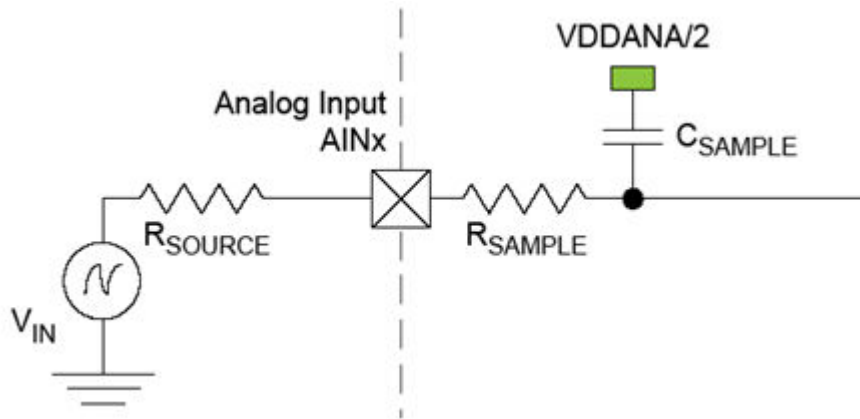 VDDANA/2
Analog Input
AINx
CSAMPLE
RSOURCE
RSAMPLE
VIN